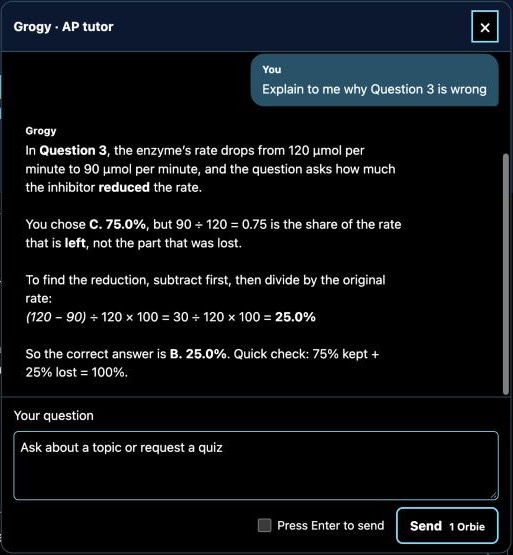 Grogy · AP tutor
×
You
Explain to me why Question 3 is wrong
Grogy
In Question 3, the enzyme's rate drops from 120 μmol per
minute to 90 μmol per minute, and the question asks how much
the inhibitor reduced the rate.
You chose C. 75.0%, but 90 ÷ 120 = 0.75 is the share of the rate
that is left, not the part that was lost.
To find the reduction, subtract first, then divide by the original
rate:
(120 − 90) ÷ 120 × 100 = 30 ÷ 120 × 100 = 25.0%
So the correct answer is B. 25.0%. Quick check: 75% kept +
25% lost = 100%.
Your question
Ask about a topic or request a quiz
Press Enter to send
Send 1 Orbie